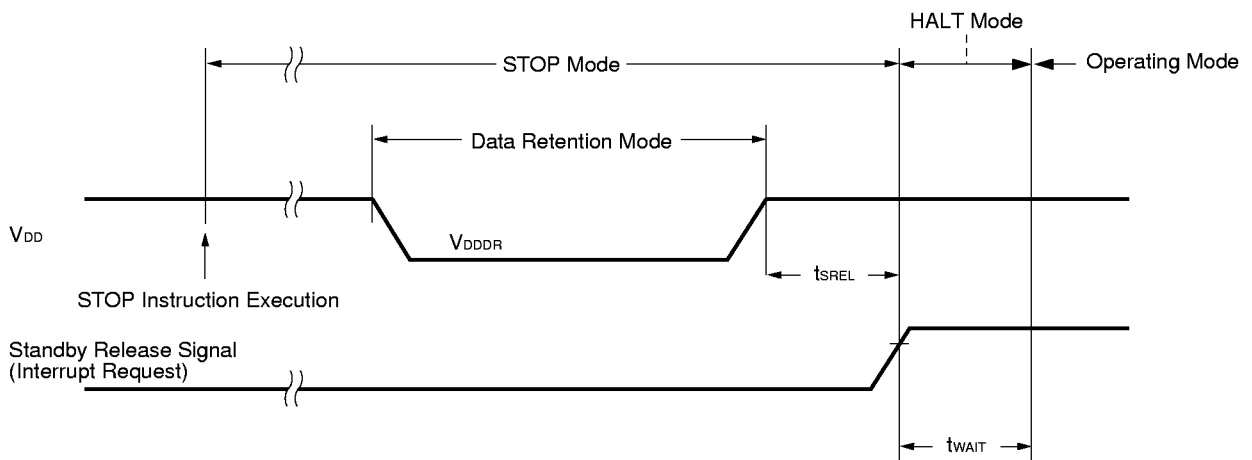 HALT Mode
STOP Mode
Operating Mode
Data Retention Mode
VDD
VDDDR
tSREL
STOP Instruction Execution
Standby Release Signal
(Interrupt Request)
tWAIT